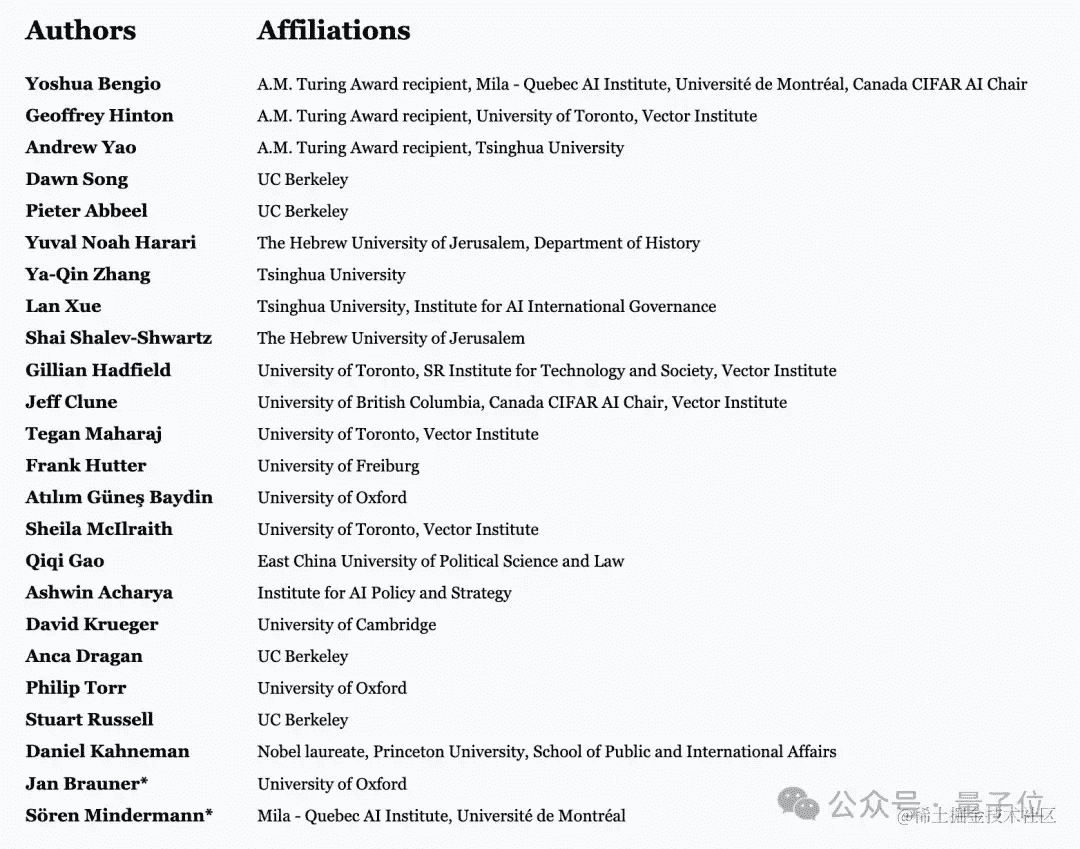 Authors Affiliations
Yoshua Bengio A.M. Turing Award recipient, Mila - Quebec AI Institute, Université de Montréal, Canada CIFAR AI Chair
Geoffrey Hinton A.M. Turing Award recipient, University of Toronto, Vector Institute
Andrew Yao A.M. Turing Award recipient, Tsinghua University
Dawn Song UC Berkeley
Pieter Abbeel UC Berkeley
Yuval Noah Harari The Hebrew University of Jerusalem, Department of History
Ya-Qin Zhang Tsinghua University
Lan Xue Tsinghua University, Institute for AI International Governance
Shai Shalev-Shwartz The Hebrew University of Jerusalem
Gillian Hadfield University of Toronto, SR Institute for Technology and Society, Vector Institute
Jeff Clune University of British Columbia, Canada CIFAR AI Chair, Vector Institute
Tegan Maharaj University of Toronto, Vector Institute
Frank Hutter University of Freiburg
Atılım Güneş Baydin University of Oxford
Sheila McIlraith University of Toronto, Vector Institute
Qiqi Gao East China University of Political Science and Law
Ashwin Acharya Institute for AI Policy and Strategy
David Krueger University of Cambridge
Anca Dragan UC Berkeley
Philip Torr University of Oxford
Stuart Russell UC Berkeley
Daniel Kahneman Nobel laureate, Princeton University, School of Public and International Affairs
Jan Brauner* University of Oxford
Sören Mindermann* Mila - Quebec AI Institute, Université de Montréal
公众号 · 量子位
@稀土掘金技术社区